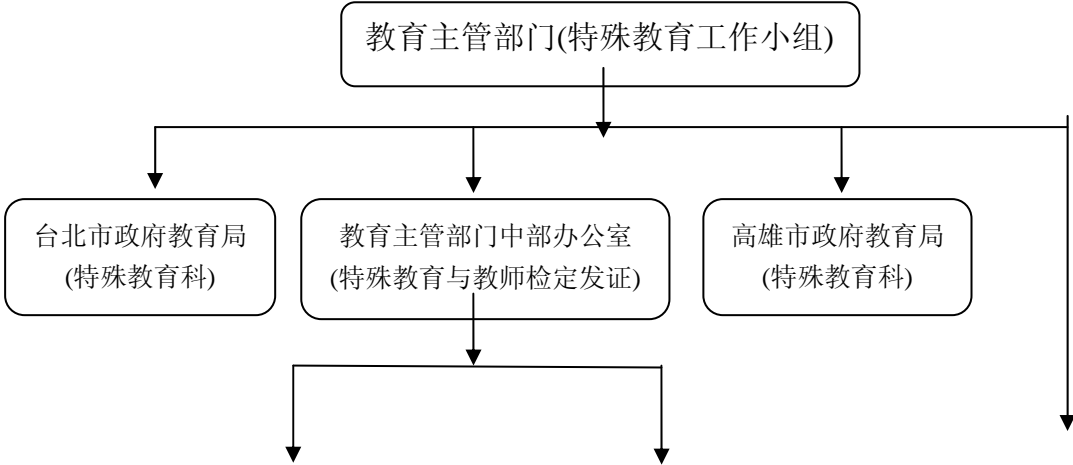 教育主管部门(特殊教育工作小组)
台北市政府教育局
(特殊教育科)
教育主管部门中部办公室
(特殊教育与教师检定发证)
高雄市政府教育局
(特殊教育科)